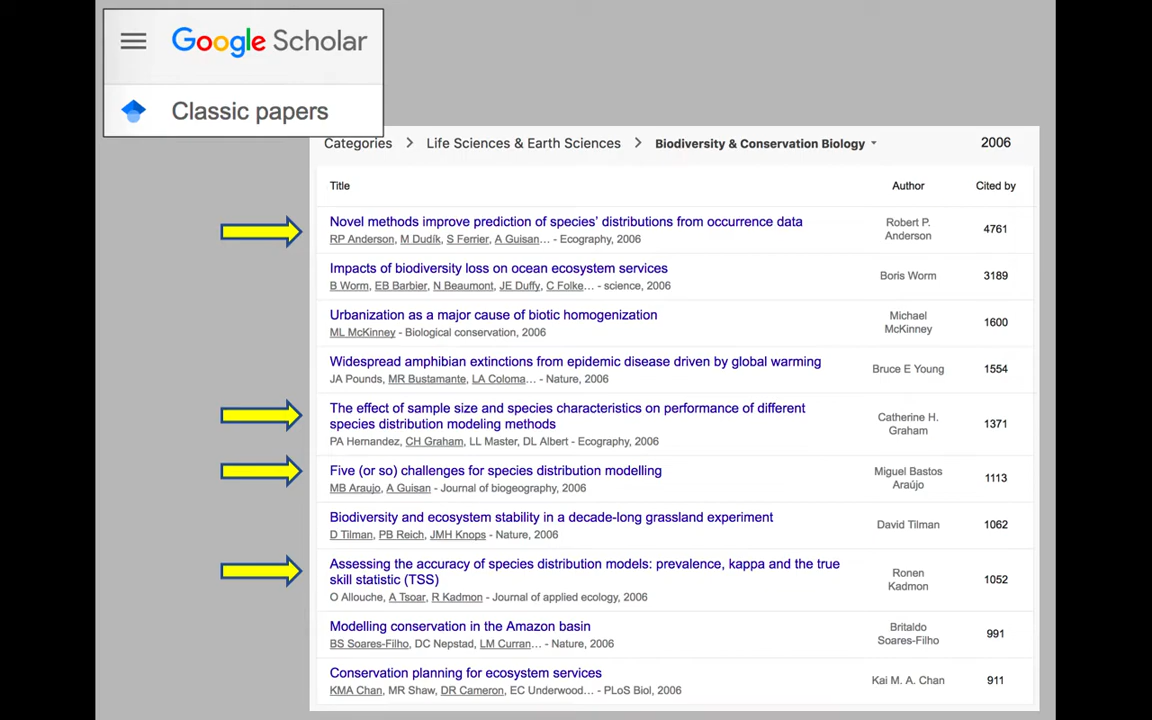 Google Scholar
Classic papers
Categories > Life Sciences & Earth Sciences > Biodiversity & Conservation Biology 2006
Title Author Cited by
Novel methods improve prediction of species’ distributions from occurrence data
RP Anderson, M Dudík, S Ferrier, A Guisan… - Ecography, 2006
Robert P.
Anderson
4761
Impacts of biodiversity loss on ocean ecosystem services
B Worm, EB Barbier, N Beaumont, JE Duffy, C Folke… - science, 2006
Boris Worm
3189
Urbanization as a major cause of biotic homogenization
ML McKinney - Biological conservation, 2006
Michael
McKinney
1600
Widespread amphibian extinctions from epidemic disease driven by global warming
JA Pounds, MR Bustamante, LA Coloma… - Nature, 2006
Bruce E Young
1554
The effect of sample size and species characteristics on performance of different
species distribution modeling methods
PA Hernandez, CH Graham, LL Master, DL Albert - Ecography, 2006
Catherine H.
Graham
1371
Five (or so) challenges for species distribution modelling
MB Araujo, A Guisan - Journal of biogeography, 2006
Miguel Bastos
Araújo
1113
Biodiversity and ecosystem stability in a decade-long grassland experiment
D Tilman, PB Reich, JMH Knops - Nature, 2006
David Tilman
1062
Assessing the accuracy of species distribution models: prevalence, kappa and the true
skill statistic (TSS)
O Allouche, A Tsoar, R Kadmon - Journal of applied ecology, 2006
Ronen
Kadmon
1052
Modelling conservation in the Amazon basin
BS Soares-Filho, DC Nepstad, LM Curran… - Nature, 2006
Britaldo
Soares-Filho
991
Conservation planning for ecosystem services
KMA Chan, MR Shaw, DR Cameron, EC Underwood… - PLoS Biol, 2006
Kai M. A. Chan
911